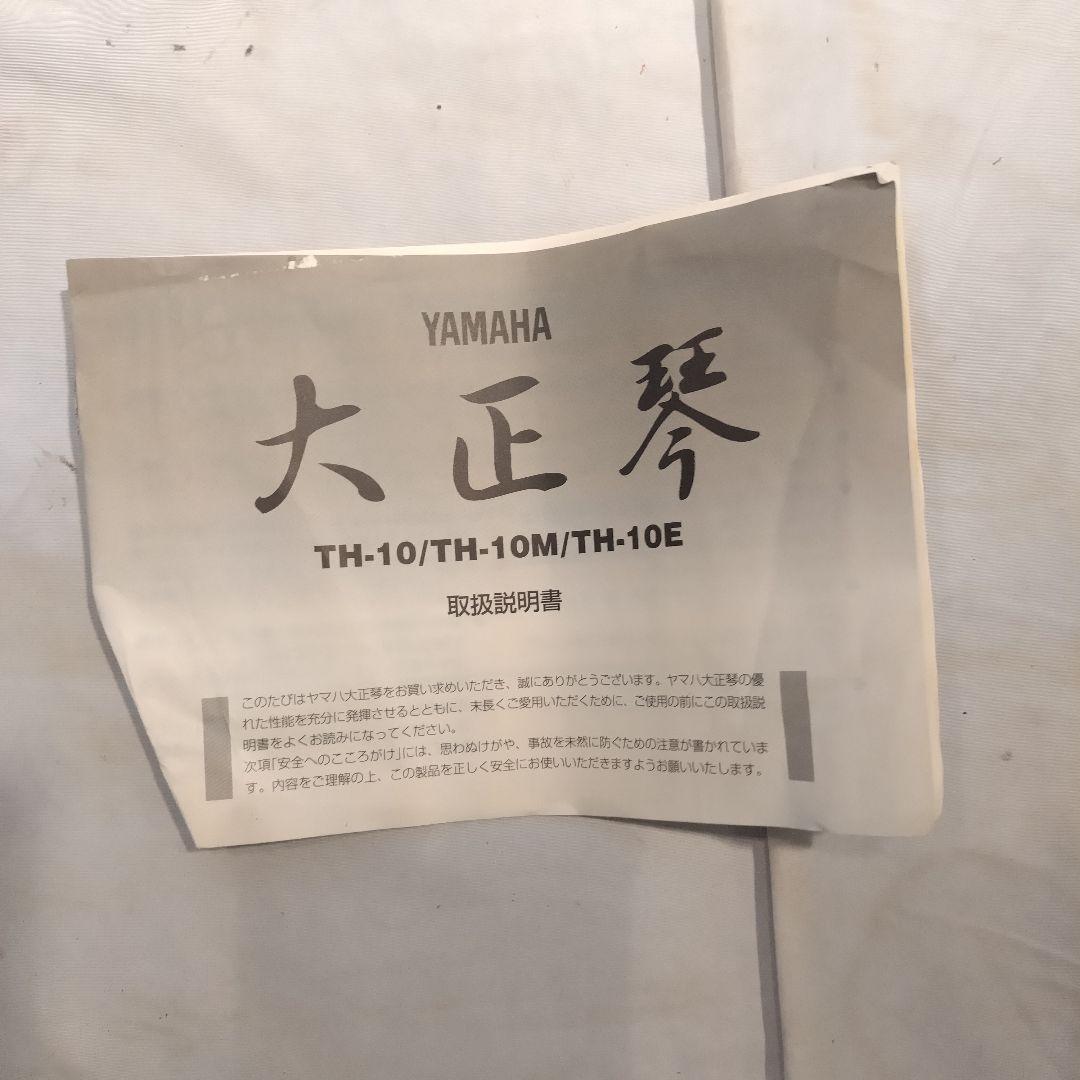 YAMAHA
大正琴
TH-10/TH-10M/TH-10E
取扱説明書
このたびはヤマハ大正琴をお買い求めいただき、誠にありがとうございます。ヤマハ大正琴の優
れた性能を充分に発揮させるとともに、末長くご愛用いただくために、ご使用の前にこの取扱説
明書をよくお読みになってください。
次項「安全へのこころがけ」には、思わぬけがや、事故を未然に防ぐための注意が書かれていま
す。内容をご理解の上、この製品を正しく安全にお使いいただきますようお願いいたします。